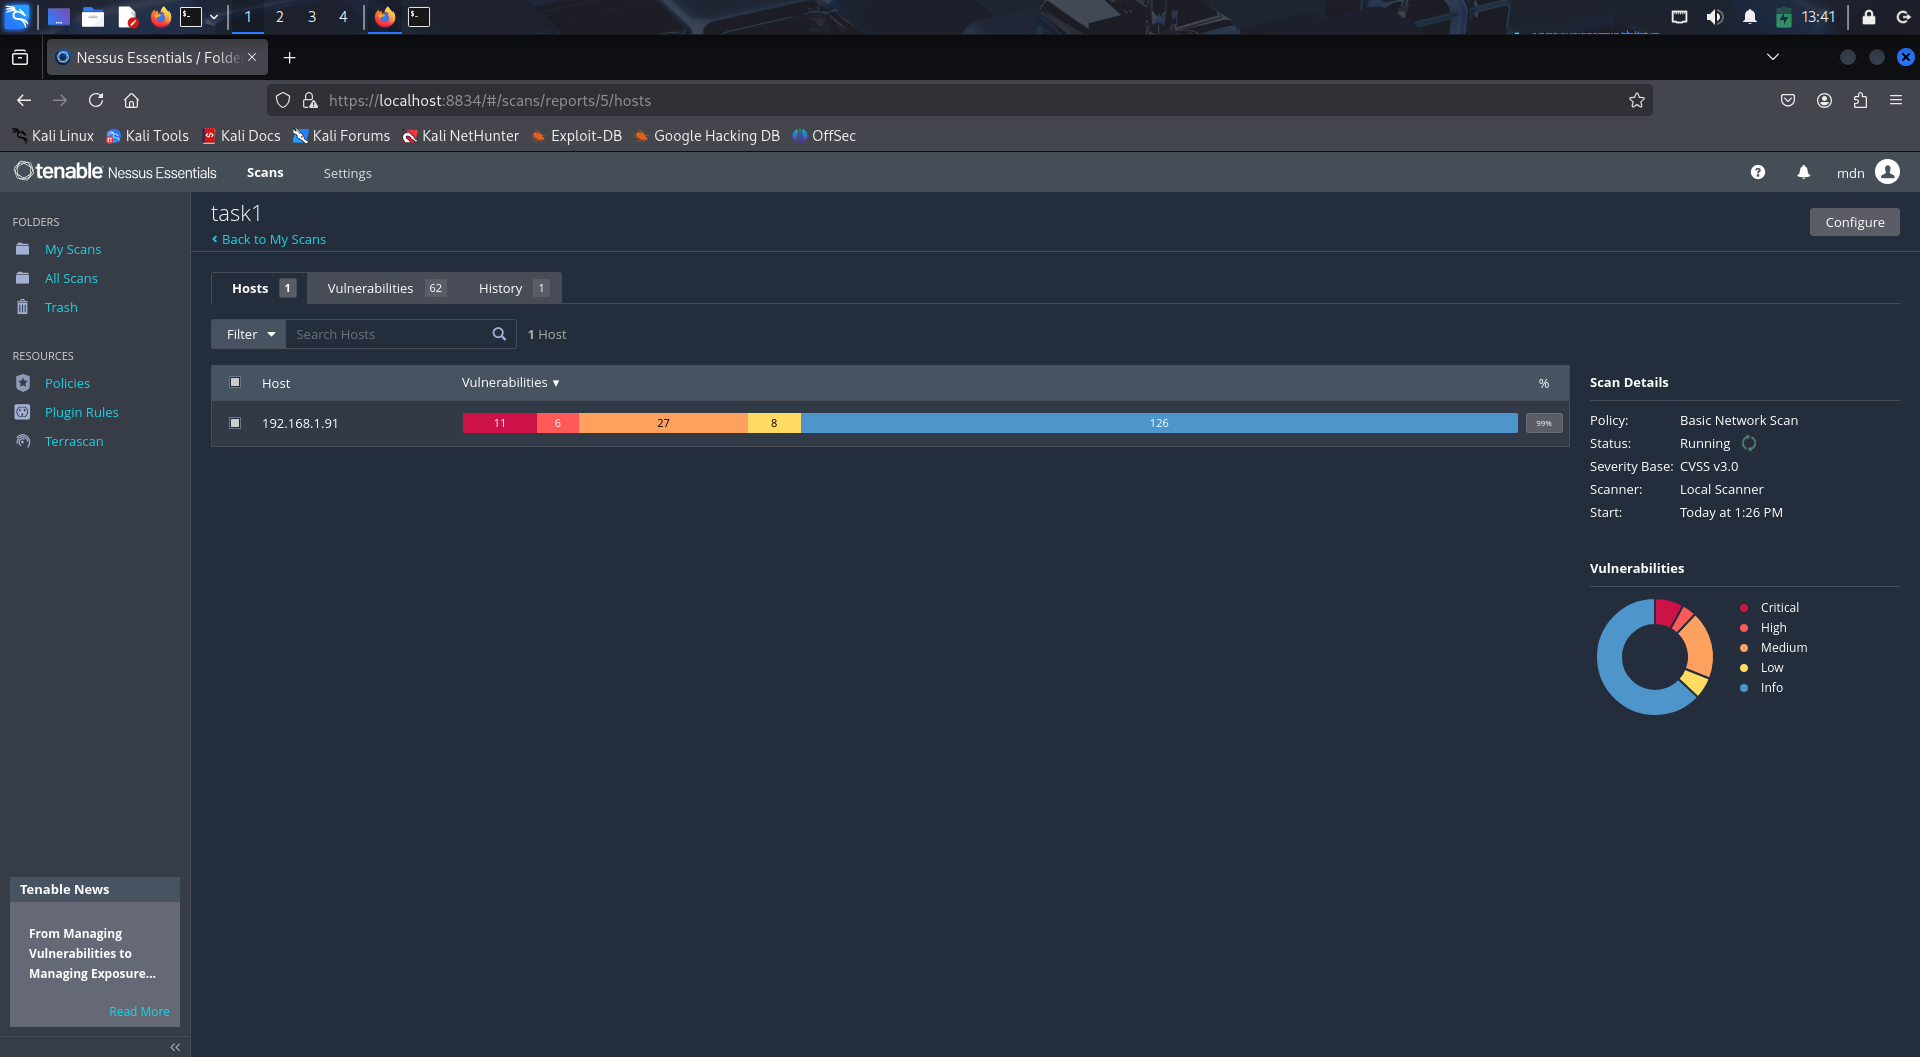 1 2 3 4 13:41
Nessus Essentials / Folde
https://localhost:8834/#/scans/reports/5/hosts
Kali Linux Kali Tools Kali Docs Kali Forums Kali NetHunter Exploit-DB Google Hacking DB OffSec
tenable Nessus Essentials Scans Settings mdn
FOLDERS
My Scans
All Scans
Trash
RESOURCES
Policies
Plugin Rules
Terrascan
task1
Back to My Scans
Configure
Hosts 1 Vulnerabilities 62 History 1
Filter Search Hosts 1 Host
Host Vulnerabilities %
192.168.1.91 11 6 27 8 126 99%
Scan Details
Policy: Basic Network Scan
Status: Running
Severity Base: CVSS v3.0
Scanner: Local Scanner
Start: Today at 1:26 PM
Vulnerabilities
Critical
High
Medium
Low
Info
Tenable News
From Managing
Vulnerabilities to
Managing Exposure...
Read More